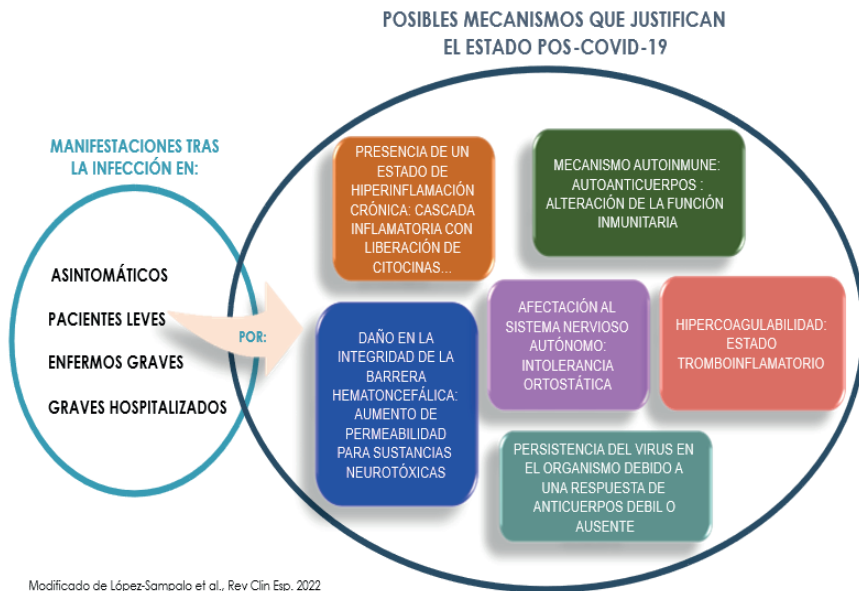 POSIBLES MECANISMOS QUE JUSTIFICAN
EL ESTADO POS-COVID-19
MANIFESTACIONES TRAS
LA INFECCIÓN EN:
ASINTOMÁTICOS
PACIENTES LEVES
ENFERMOS GRAVES
GRAVES HOSPITALIZADOS
POR:
PRESENCIA DE UN
ESTADO DE
HIPERINFLAMACIÓN
CRÓNICA: CASCADA
INFLAMATORIA CON
LIBERACIÓN DE
CITOCINAS...
MECANISMO AUTOINMUNE:
AUTOANTICUERPOS :
ALTERACIÓN DE LA FUNCIÓN
INMUNITARIA
DAÑO EN LA
INTEGRIDAD DE LA
BARRERA
HEMATONCEFÁLICA:
AUMENTO DE
PERMEABILIDAD
PARA SUSTANCIAS
NEUROTÓXICAS
AFECTACIÓN AL
SISTEMA NERVIOSO
AUTÓNOMO:
INTOLERANCIA
ORTOSTÁTICA
HIPERCOAGULABILIDAD:
ESTADO
TROMBOINFLAMATORIO
PERSISTENCIA DEL VIRUS EN
EL ORGANISMO DEBIDO A
UNA RESPUESTA DE
ANTICUERPOS DEBIL O
AUSENTE
Modificado de López-Sampalo et al., Rev Clin Esp. 2022